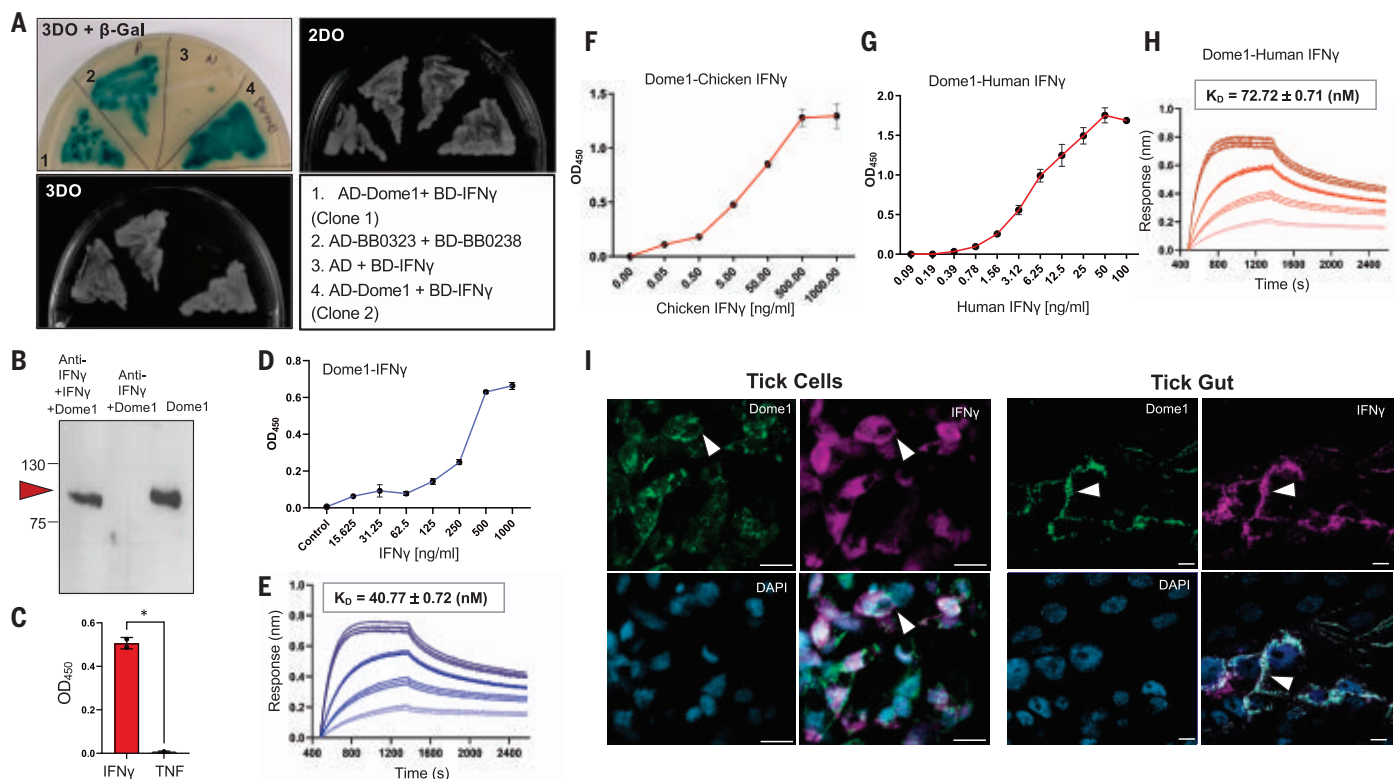 A
3DO + β-Gal
1
2
3
4
2DO
3DO
1. AD-Dome1+ BD-IFNγ
(Clone 1)
2. AD-BB0323 + BD-BB0238
3. AD + BD-IFNγ
4. AD-Dome1 + BD-IFNγ
(Clone 2)
B
Anti-
IFNγ
+IFNγ
+Dome1
Anti-
IFNγ
+Dome1
Dome1
130
75
C
*
OD450
0.6
0.4
0.2
0.0
IFNγ TNF
D
Dome1-IFNγ
OD450
0.8
0.6
0.4
0.2
0.0
Control 15.625 31.25 62.5 125 250 500 1000
IFNγ [ng/ml]
E
KD = 40.77 ± 0.72 (nM)
Response (nm)
1.0
0.8
0.6
0.4
0.2
0.0
400 800 1200 1600 2000 2400
Time (s)
F
Dome1-Chicken IFNγ
OD450
1.5
1.0
0.5
0.0
0.00 0.05 0.50 5.00 50.00 500.00 1000.00
Chicken IFNγ [ng/ml]
G
Dome1-Human IFNγ
OD450
2.0
1.5
1.0
0.5
0.0
0.09 0.19 0.39 0.78 1.56 3.12 6.25 12.5 25 50 100
Human IFNγ [ng/ml]
H
Dome1-Human IFNγ
KD = 72.72 ± 0.71 (nM)
Response (nm)
1.0
0.8
0.6
0.4
0.2
0.0
400 800 1200 1600 2000 2400
Time (s)
I
Tick Cells
Dome1
IFNγ
DAPI
Tick Gut
Dome1
IFNγ
DAPI